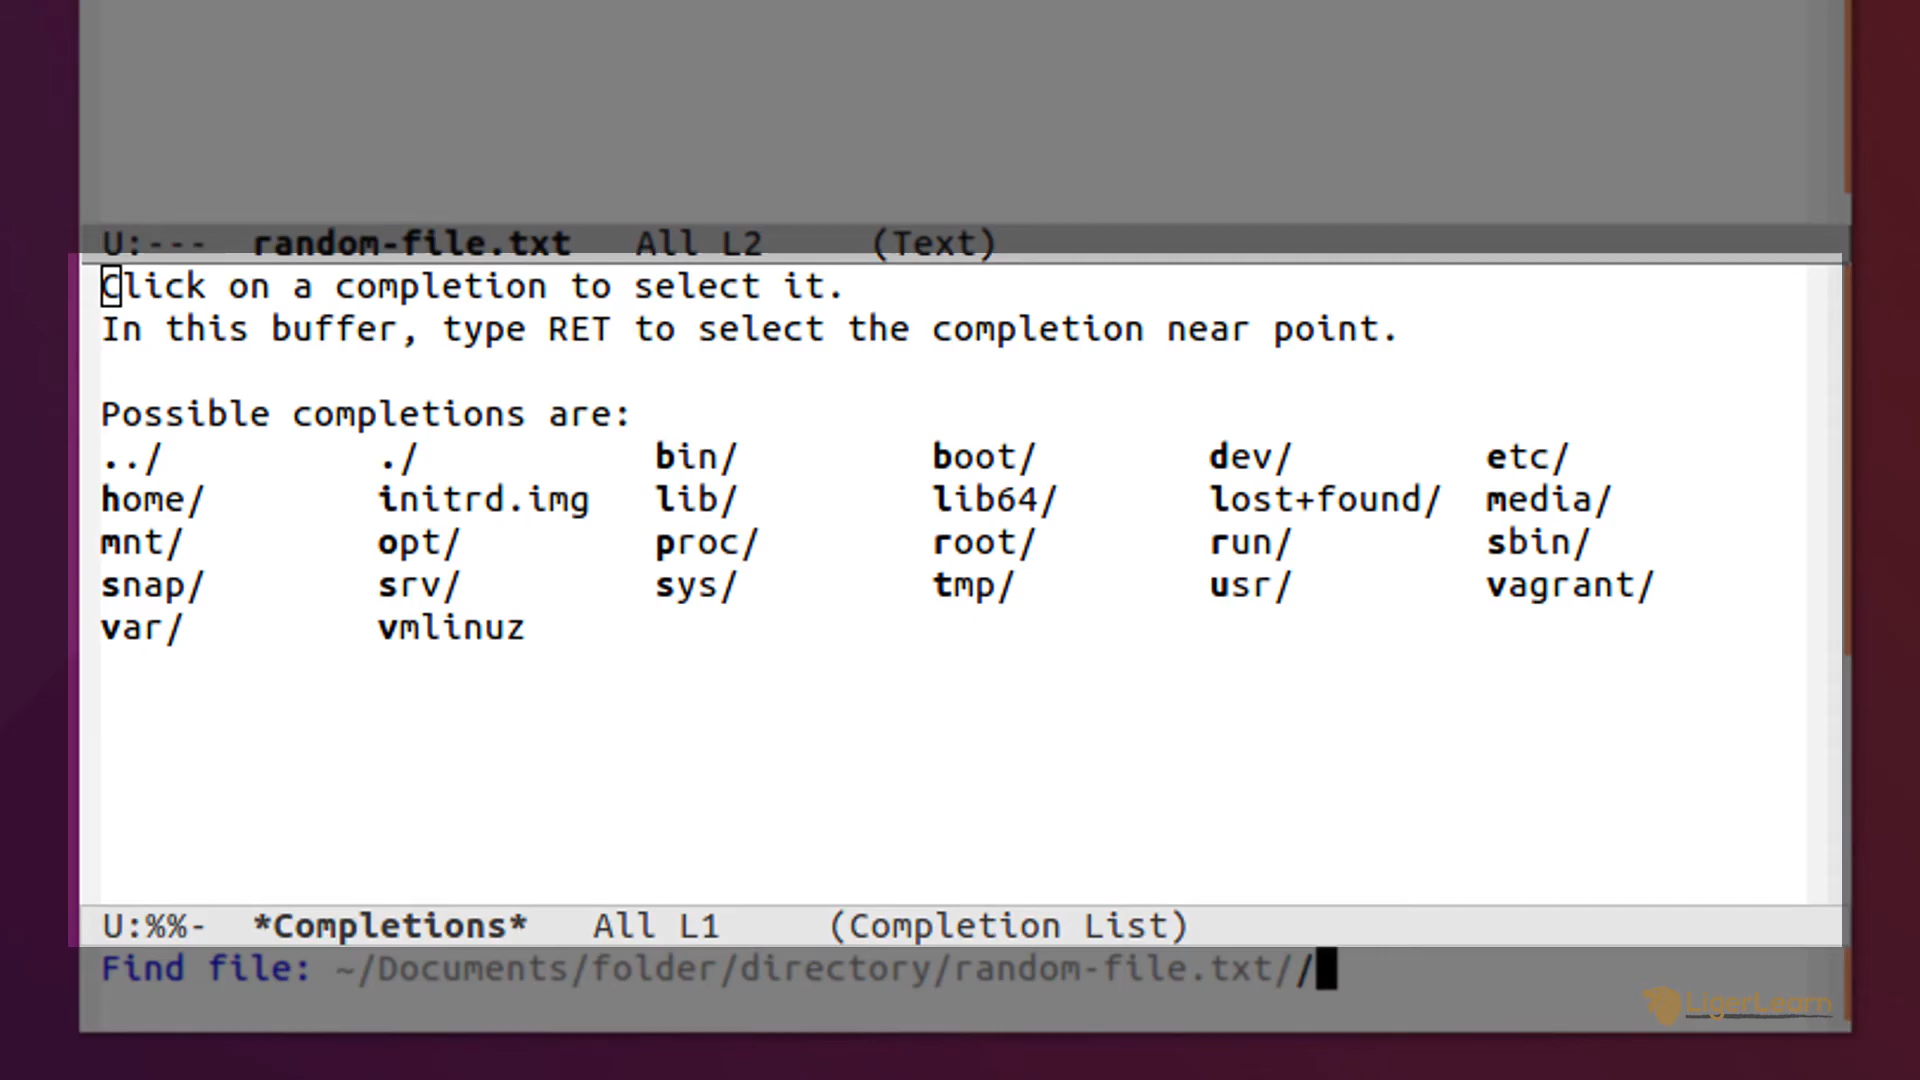 U:--- random-file.txt All L2 (Text)
Click on a completion to select it.
In this buffer, type RET to select the completion near point.
Possible completions are:
../ ./ bin/ boot/ dev/ etc/
home/ initrd.img lib/ lib64/ lost+found/ media/
mnt/ opt/ proc/ root/ run/ sbin/
snap/ srv/ sys/ tmp/ usr/ vagrant/
var/ vmlinuz
U:%%- *Completions* All L1 (Completion List)
Find file: ~/Documents/folder/directory/random-file.txt//
LigerLearn